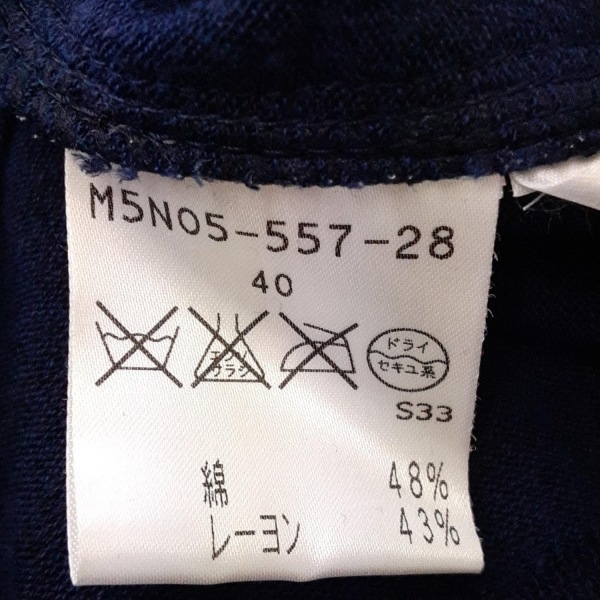 M5N05-557-28
40
エンソ
サラシ
ドライ
セキユ系
S33
綿 48%
レーヨン 43%